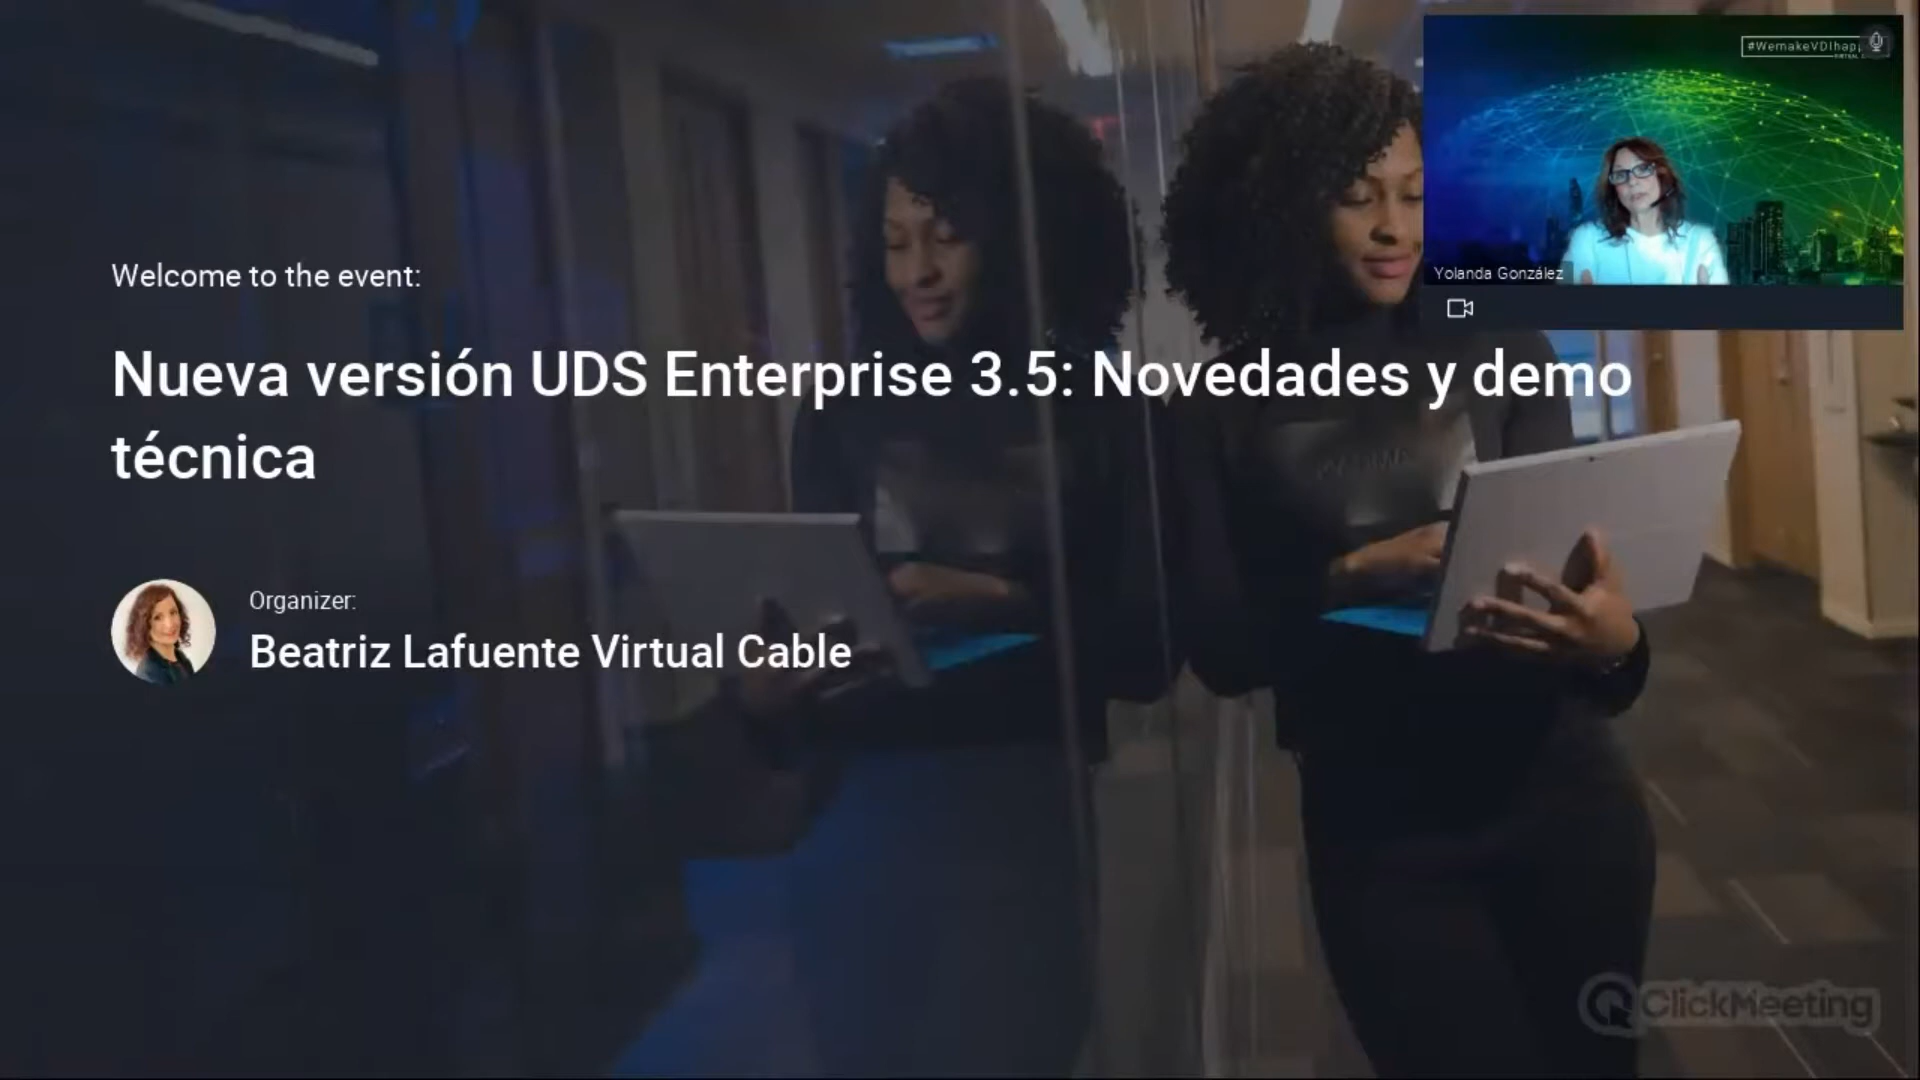 #WemakeVDIhap
Yolanda González
Welcome to the event:
Nueva versión UDS Enterprise 3.5: Novedades y demo
técnica
Organizer:
Beatriz Lafuente Virtual Cable
ClickMeeting